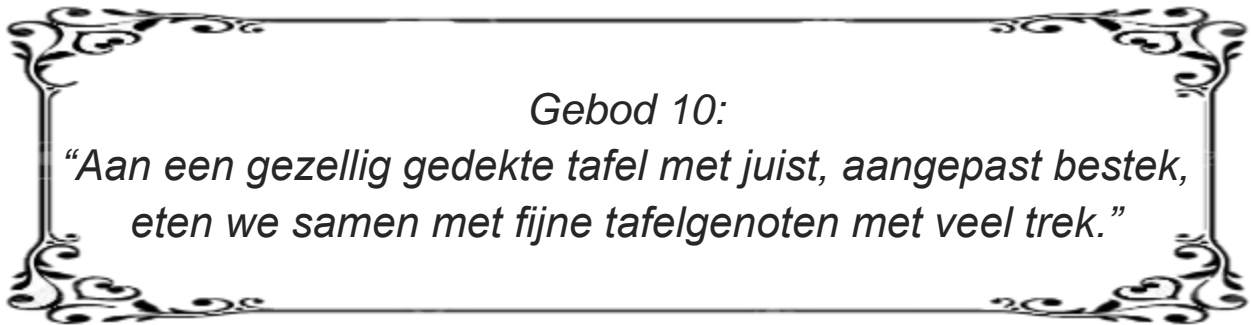 Gebod 10:
“Aan een gezellig gedekte tafel met juist, aangepast bestek,
eten we samen met fijne tafelgenoten met veel trek.”